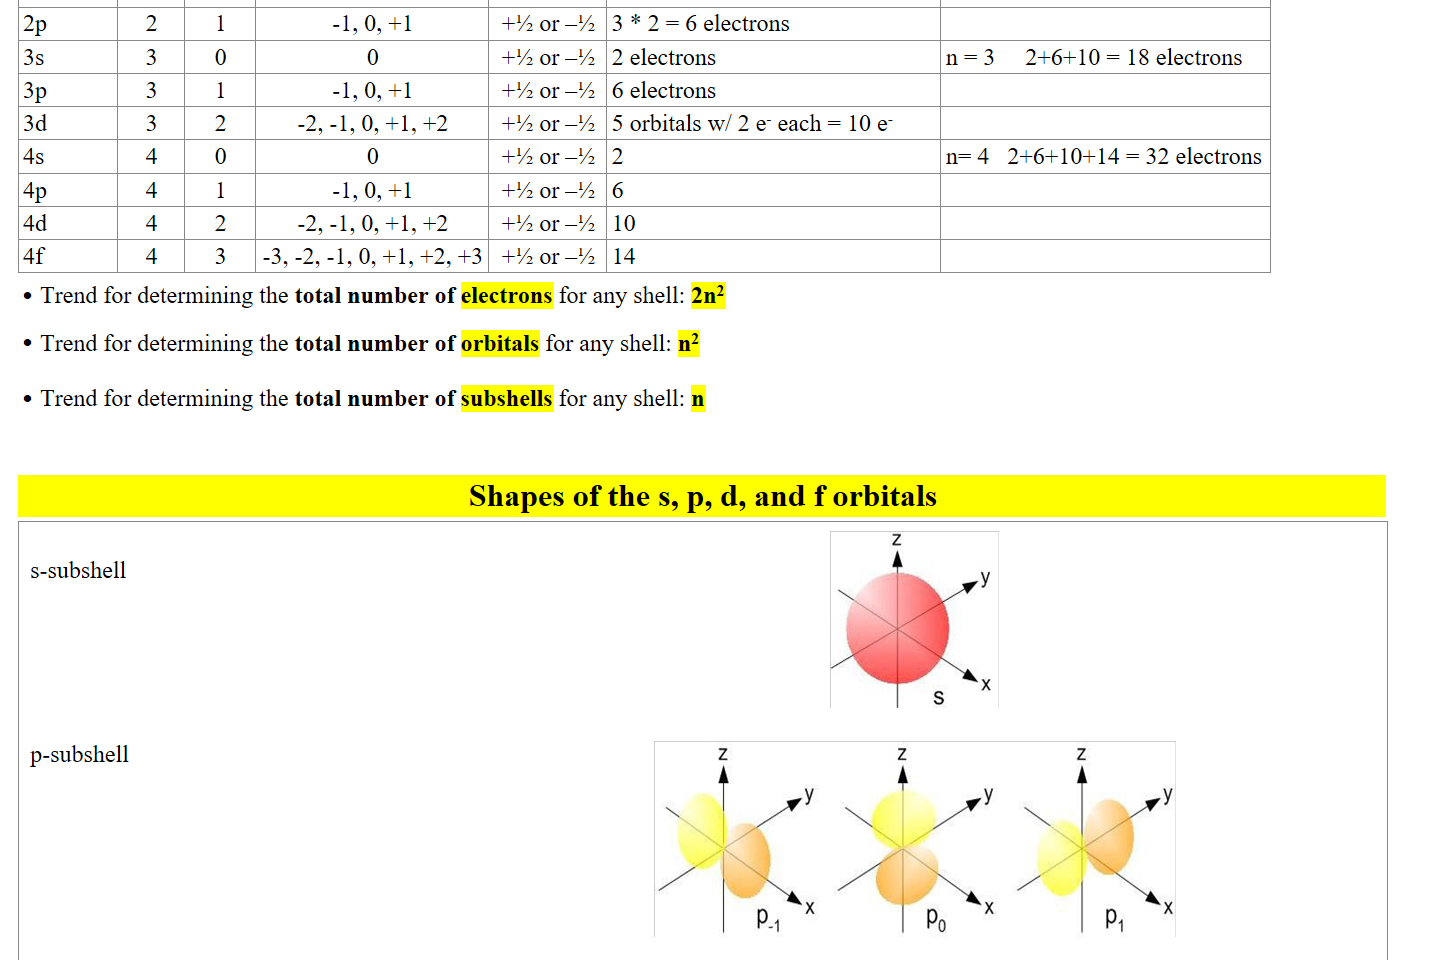 2p 2 1 -1, 0, +1 +½ or –½ 3 * 2 = 6 electrons
3s 3 0 0 +½ or –½ 2 electrons n = 3 2+6+10 = 18 electrons
3p 3 1 -1, 0, +1 +½ or –½ 6 electrons
3d 3 2 -2, -1, 0, +1, +2 +½ or –½ 5 orbitals w/ 2 e⁻ each = 10 e⁻
4s 4 0 0 +½ or –½ 2 n= 4 2+6+10+14 = 32 electrons
4p 4 1 -1, 0, +1 +½ or –½ 6
4d 4 2 -2, -1, 0, +1, +2 +½ or –½ 10
4f 4 3 -3, -2, -1, 0, +1, +2, +3 +½ or –½ 14
• Trend for determining the total number of electrons for any shell: 2n²
• Trend for determining the total number of orbitals for any shell: n²
• Trend for determining the total number of subshells for any shell: n
Shapes of the s, p, d, and f orbitals
s-subshell
z
y
x
s
p-subshell
z
y
x
p₋₁
z
y
x
p₀
z
y
x
p₁